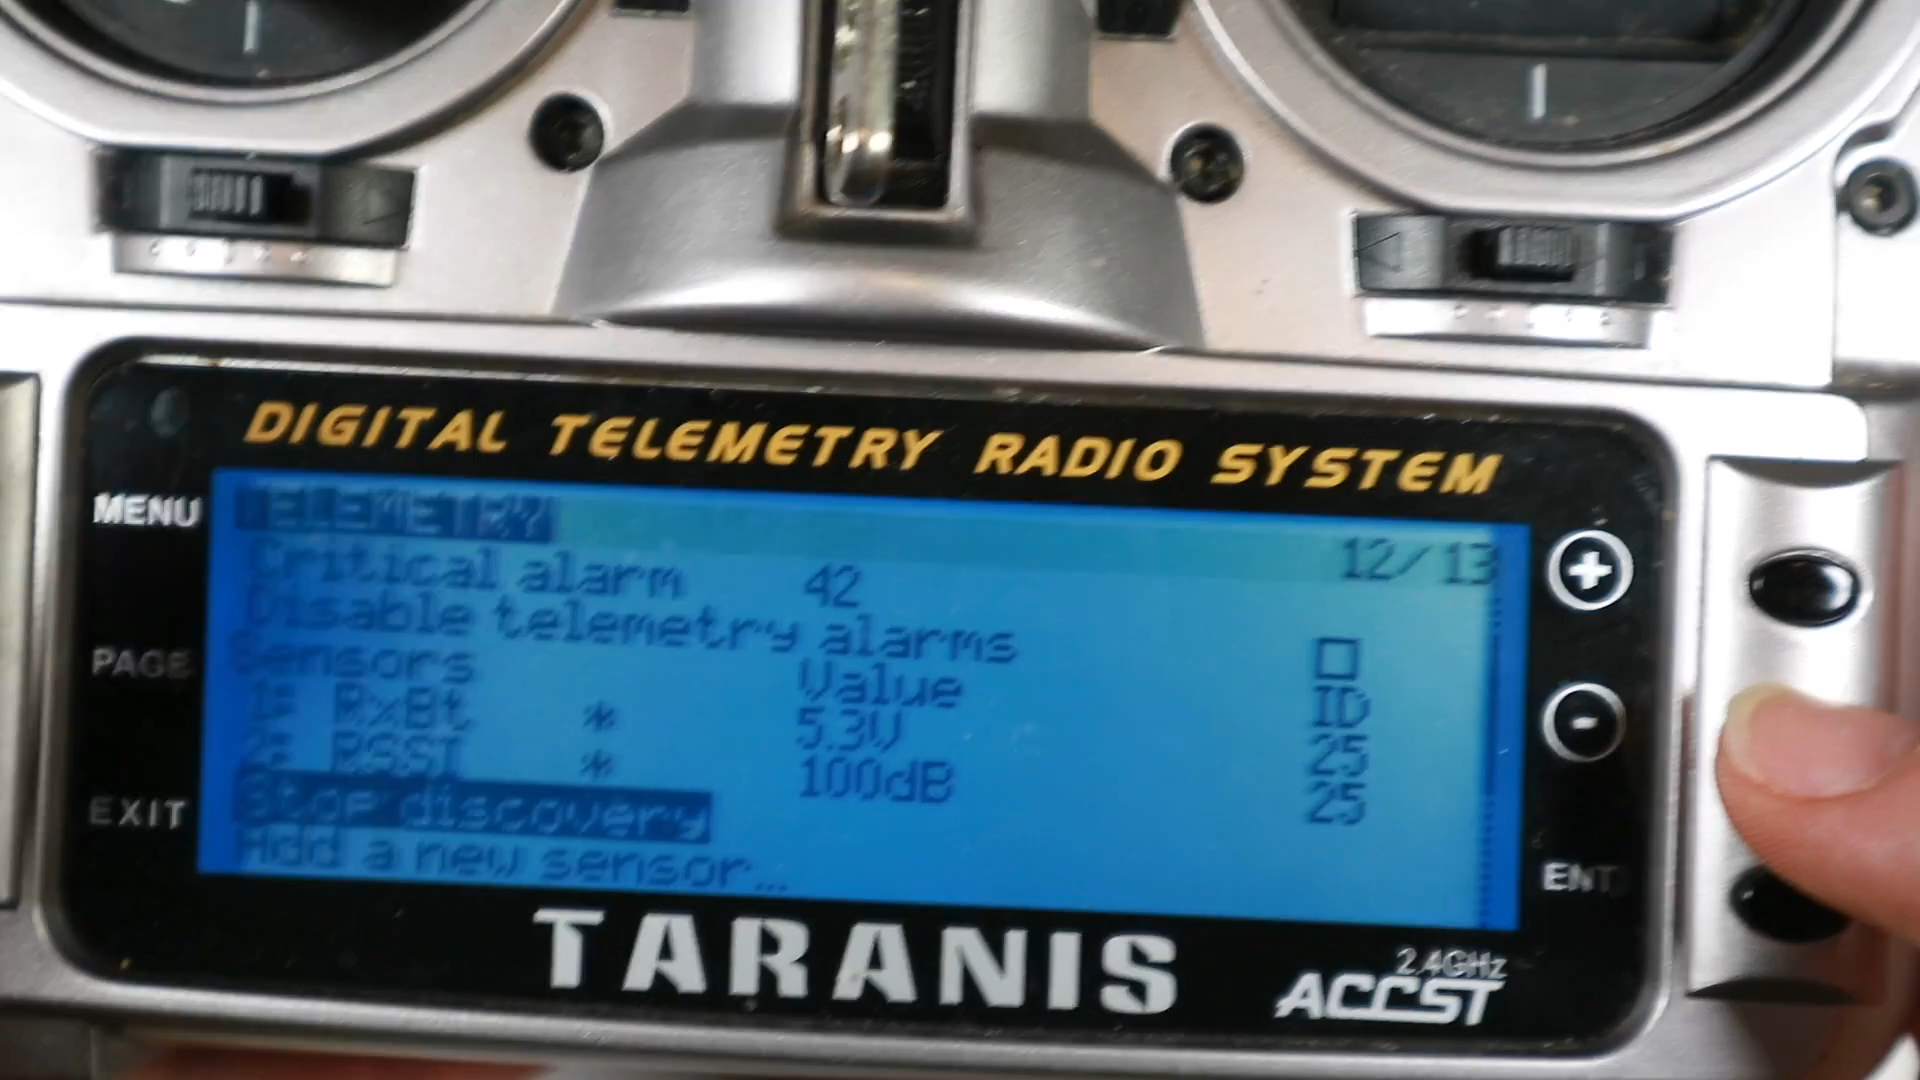 DIGITAL TELEMETRY RADIO SYSTEM
MENU
PAGE
EXIT
TELEMETRY 12/13
Critical alarm 42
Disable telemetry alarms
Sensors Value ID
1: RxBt * 5.3V 25
2: RSSI * 100dB 25
Stop discovery
Add a new sensor...
+
-
ENT
TARANIS
2.4GHz
ACCST